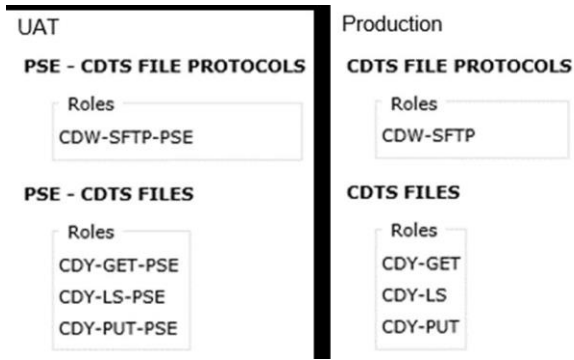 UAT
PSE - CDTS FILE PROTOCOLS
Roles
CDW-SFTP-PSE
PSE - CDTS FILES
Roles
CDY-GET-PSE
CDY-LS-PSE
CDY-PUT-PSE
Production
CDTS FILE PROTOCOLS
Roles
CDW-SFTP
CDTS FILES
Roles
CDY-GET
CDY-LS
CDY-PUT